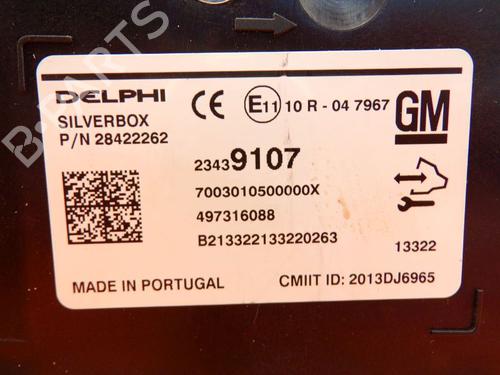 DELPHI CE E11 10 R - 04 7967 GM
SILVERBOX
P/N 28422262
23439107
7003010500000X
497316088
B213322133220263 13322
MADE IN PORTUGAL CMIIT ID: 2013DJ6965
B-PARTS